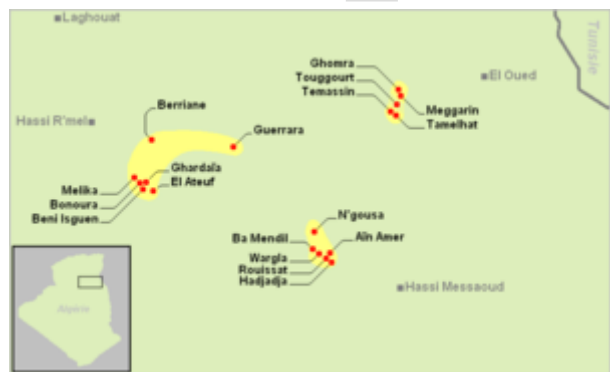 Laghouat
Tunisie
Ghomra
Touggourt
Temassin
El Oued
Meggarin
Tamelhat
Berriane
Hassi R'mel
Guerrara
Ghardaïa
El Ateuf
Melika
Bonoura
Beni Isguen
N'gousa
Ba Mendil
Aïn Amer
Wargla
Rouissat
Hadjadja
Hassi Messaoud
Algérie